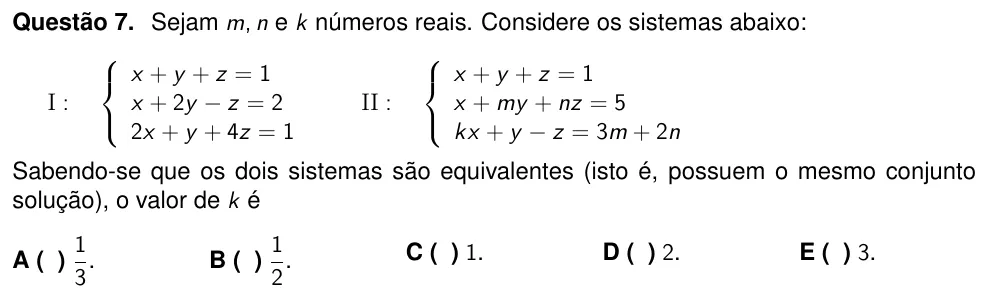 Questão 7. Sejam m, n e k números reais. Considere os sistemas abaixo:
x + y + z = 1
x + y + z = 1
I : { x + 2y − z = 2
II : { x + my + nz = 5
2x + y + 4z = 1
kx + y − z = 3m + 2n
Sabendo-se que os dois sistemas são equivalentes (isto é, possuem o mesmo conjunto
solução), o valor de k é
A ( ) 1/3. B ( ) 1/2. C ( ) 1. D ( ) 2. E ( ) 3.